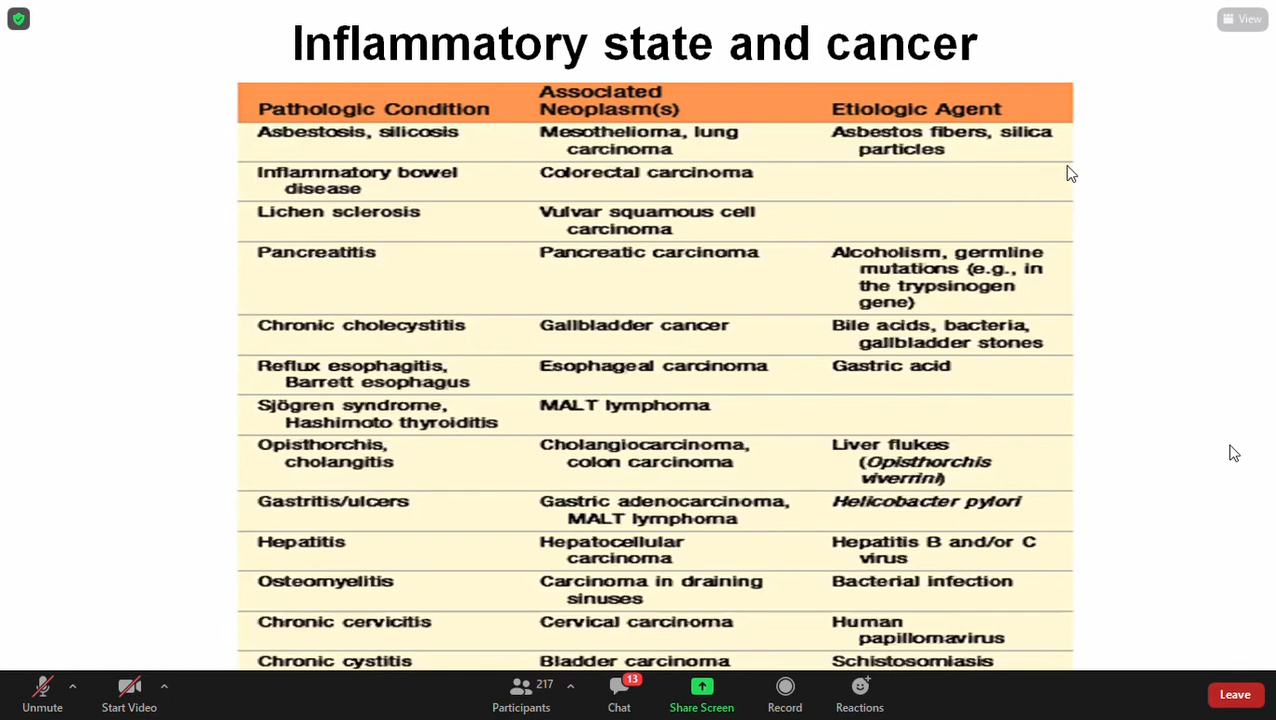 View
Inflammatory state and cancer
Pathologic Condition
Associated
Neoplasm(s)
Etiologic Agent
Asbestosis, silicosis
Mesothelioma, lung
carcinoma
Asbestos fibers, silica
particles
Inflammatory bowel
disease
Colorectal carcinoma
Lichen sclerosis
Vulvar squamous cell
carcinoma
Pancreatitis
Pancreatic carcinoma
Alcoholism, germline
mutations (e.g., in
the trypsinogen
gene)
Chronic cholecystitis
Gallbladder cancer
Bile acids, bacteria,
gallbladder stones
Reflux esophagitis,
Barrett esophagus
Esophageal carcinoma
Gastric acid
Sjögren syndrome,
Hashimoto thyroiditis
MALT lymphoma
Opisthorchis,
cholangitis
Cholangiocarcinoma,
colon carcinoma
Liver flukes
(Opisthorchis
viverrini)
Gastritis/ulcers
Gastric adenocarcinoma,
MALT lymphoma
Helicobacter pylori
Hepatitis
Hepatocellular
carcinoma
Hepatitis B and/or C
virus
Osteomyelitis
Carcinoma in draining
sinuses
Bacterial infection
Chronic cervicitis
Cervical carcinoma
Human
papillomavirus
Chronic cystitis
Bladder carcinoma
Schistosomiasis
Unmute
Start Video
217
Participants
13
Chat
Share Screen
Record
Reactions
Leave